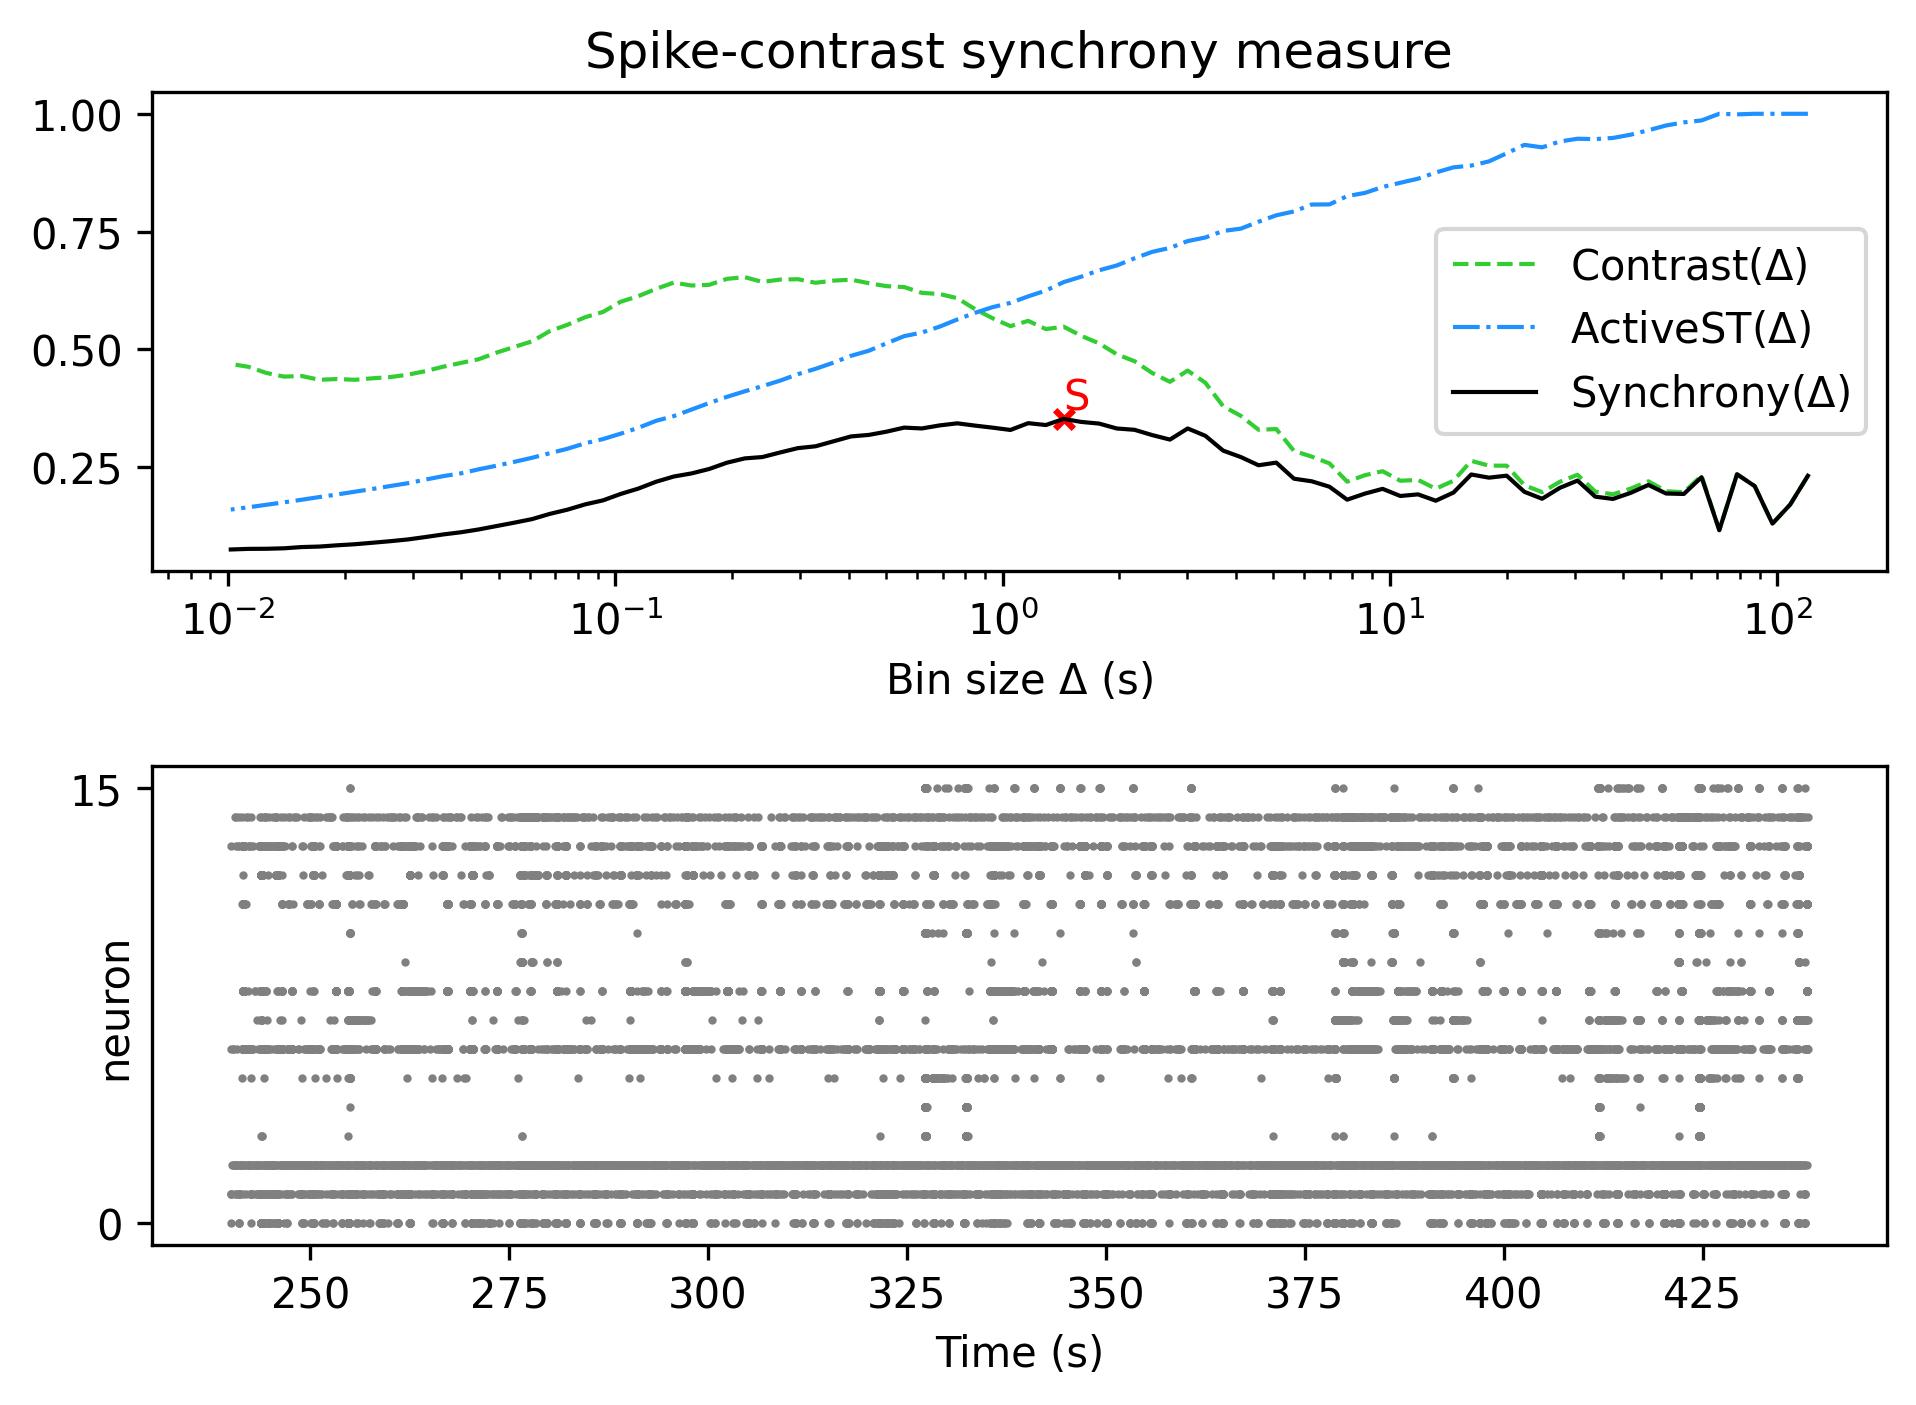 Spike-contrast synchrony measure
1.00
0.75
0.50
0.25
Contrast(Δ)
ActiveST(Δ)
Synchrony(Δ)
S
10⁻² 10⁻¹ 10⁰ 10¹ 10²
Bin size Δ (s)
15
neuron
0
250 275 300 325 350 375 400 425
Time (s)